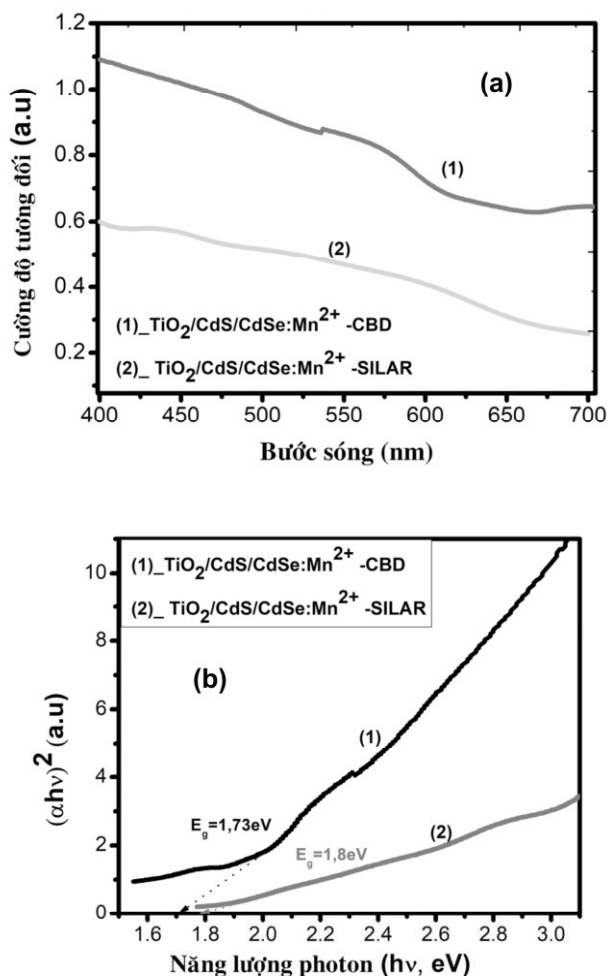 1.2
1.0
0.8
0.6
0.4
0.2
Cường độ tương đối (a.u)
(a)
(1)
(2)
(1)_TiO2/CdS/CdSe:Mn2+ -CBD
(2)_ TiO2/CdS/CdSe:Mn2+ -SILAR
400 450 500 550 600 650 700
Bước sóng (nm)
10
8
6
4
2
0
(αhν)2 (a.u)
(1)_TiO2/CdS/CdSe:Mn2+ -CBD
(2)_ TiO2/CdS/CdSe:Mn2+ -SILAR
(b)
(1)
Eg=1,73eV
(2)
Eg=1,8eV
1.6 1.8 2.0 2.2 2.4 2.6 2.8 3.0
Năng lượng photon (hν, eV)